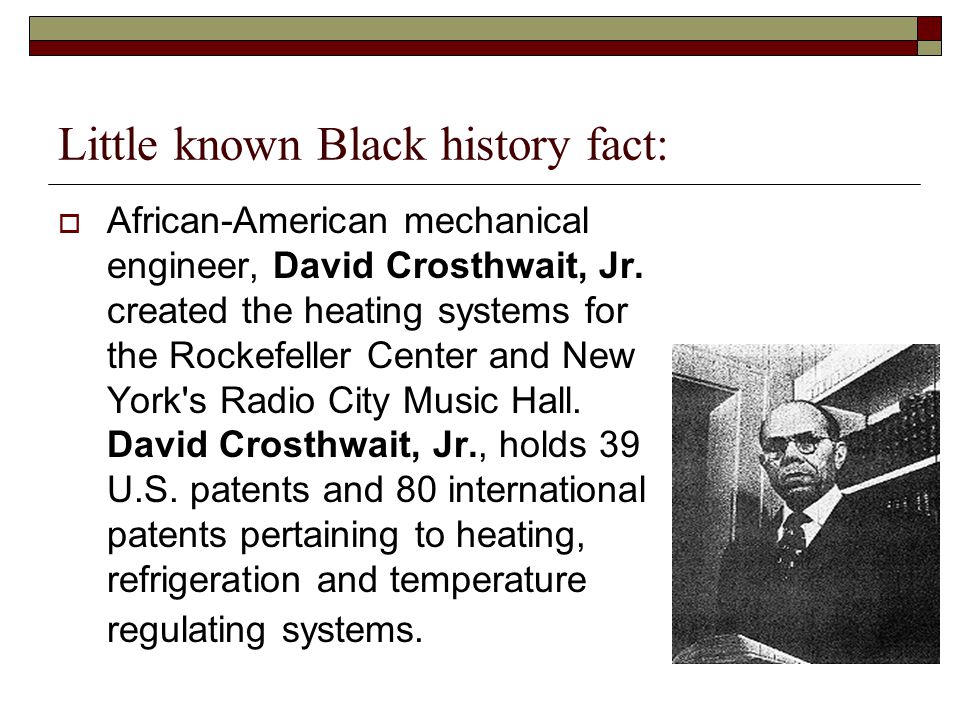 Little known Black history fact:
African-American mechanical
engineer, David Crosthwait, Jr.
created the heating systems for
the Rockefeller Center and New
York's Radio City Music Hall.
David Crosthwait, Jr., holds 39
U.S. patents and 80 international
patents pertaining to heating,
refrigeration and temperature
regulating systems.